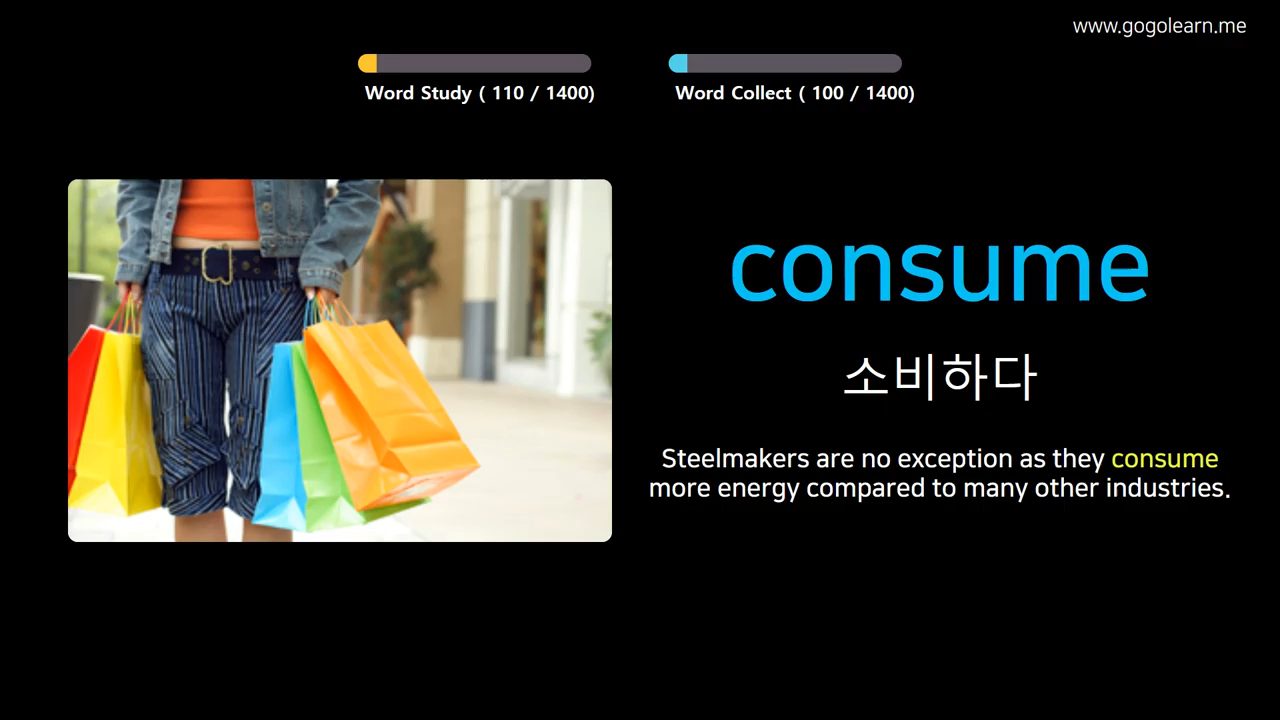 www.gogolearn.me
Word Study ( 110 / 1400)
Word Collect ( 100 / 1400)
consume
소비하다
Steelmakers are no exception as they consume
more energy compared to many other industries.